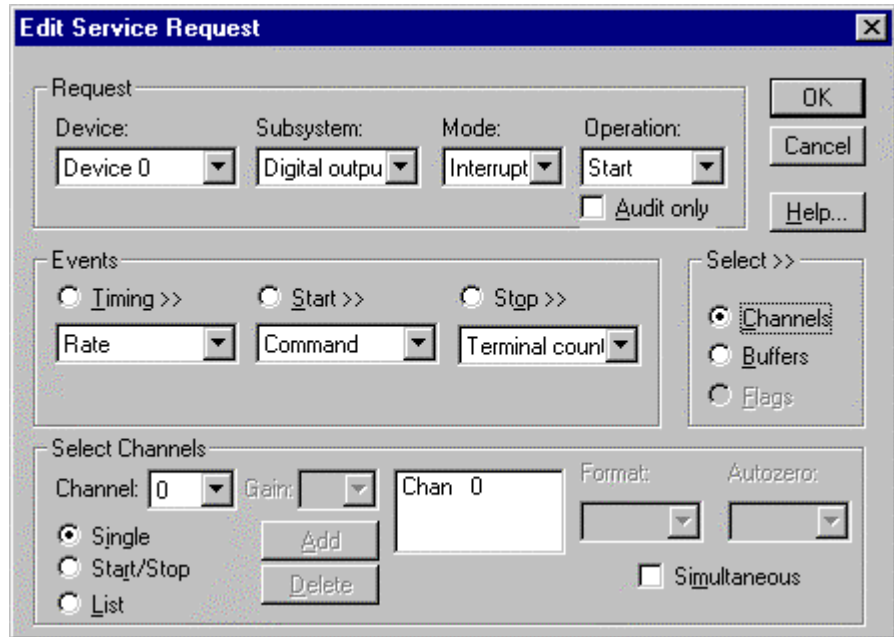 Edit Service Request
Request
OK
Device:
Subsystem:
Mode:
Operation:
Cancel
Device 0
Digital outpu
Interrupt
Start
Audit only
Help...
Events
Select >>
Timing >>
Start >>
Stop >>
Channels
Rate
Command
Terminal count
Buffers
Flags
Select Channels
Channel:
0
Gain:
Chan 0
Format:
Autozero:
Single
Add
Start/Stop
Delete
Simultaneous
List